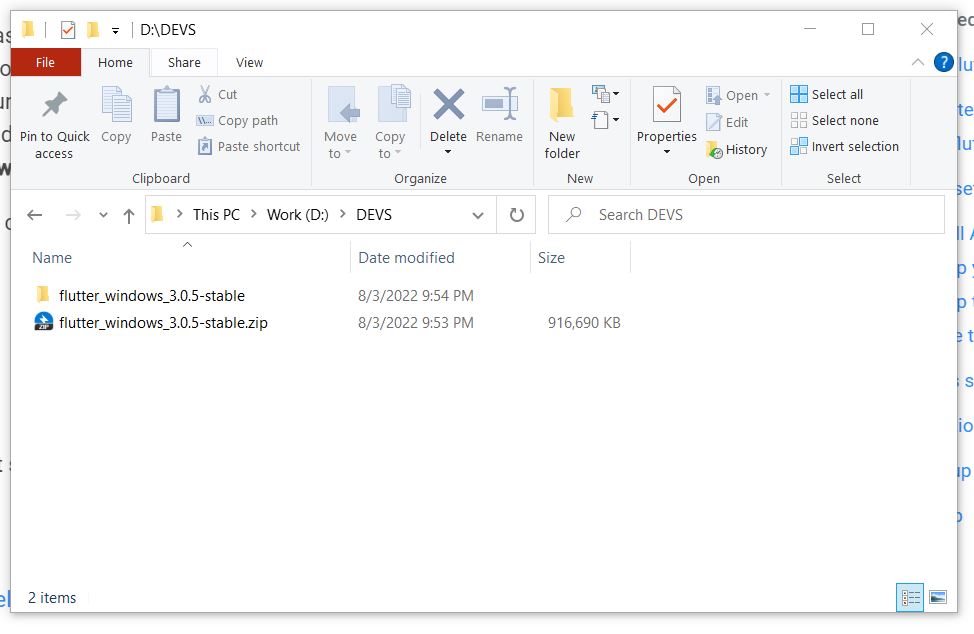 D:\DEVS
File Home Share View
Pin to Quick access
Copy
Paste
Cut
Copy path
Paste shortcut
Clipboard
Move to
Copy to
Delete
Rename
Organize
New folder
New
Properties
Open
Edit
History
Open
Select all
Select none
Invert selection
Select
This PC > Work (D:) > DEVS
Search DEVS
Name Date modified Size
flutter_windows_3.0.5-stable 8/3/2022 9:54 PM
ZIP flutter_windows_3.0.5-stable.zip 8/3/2022 9:53 PM 916,690 KB
2 items